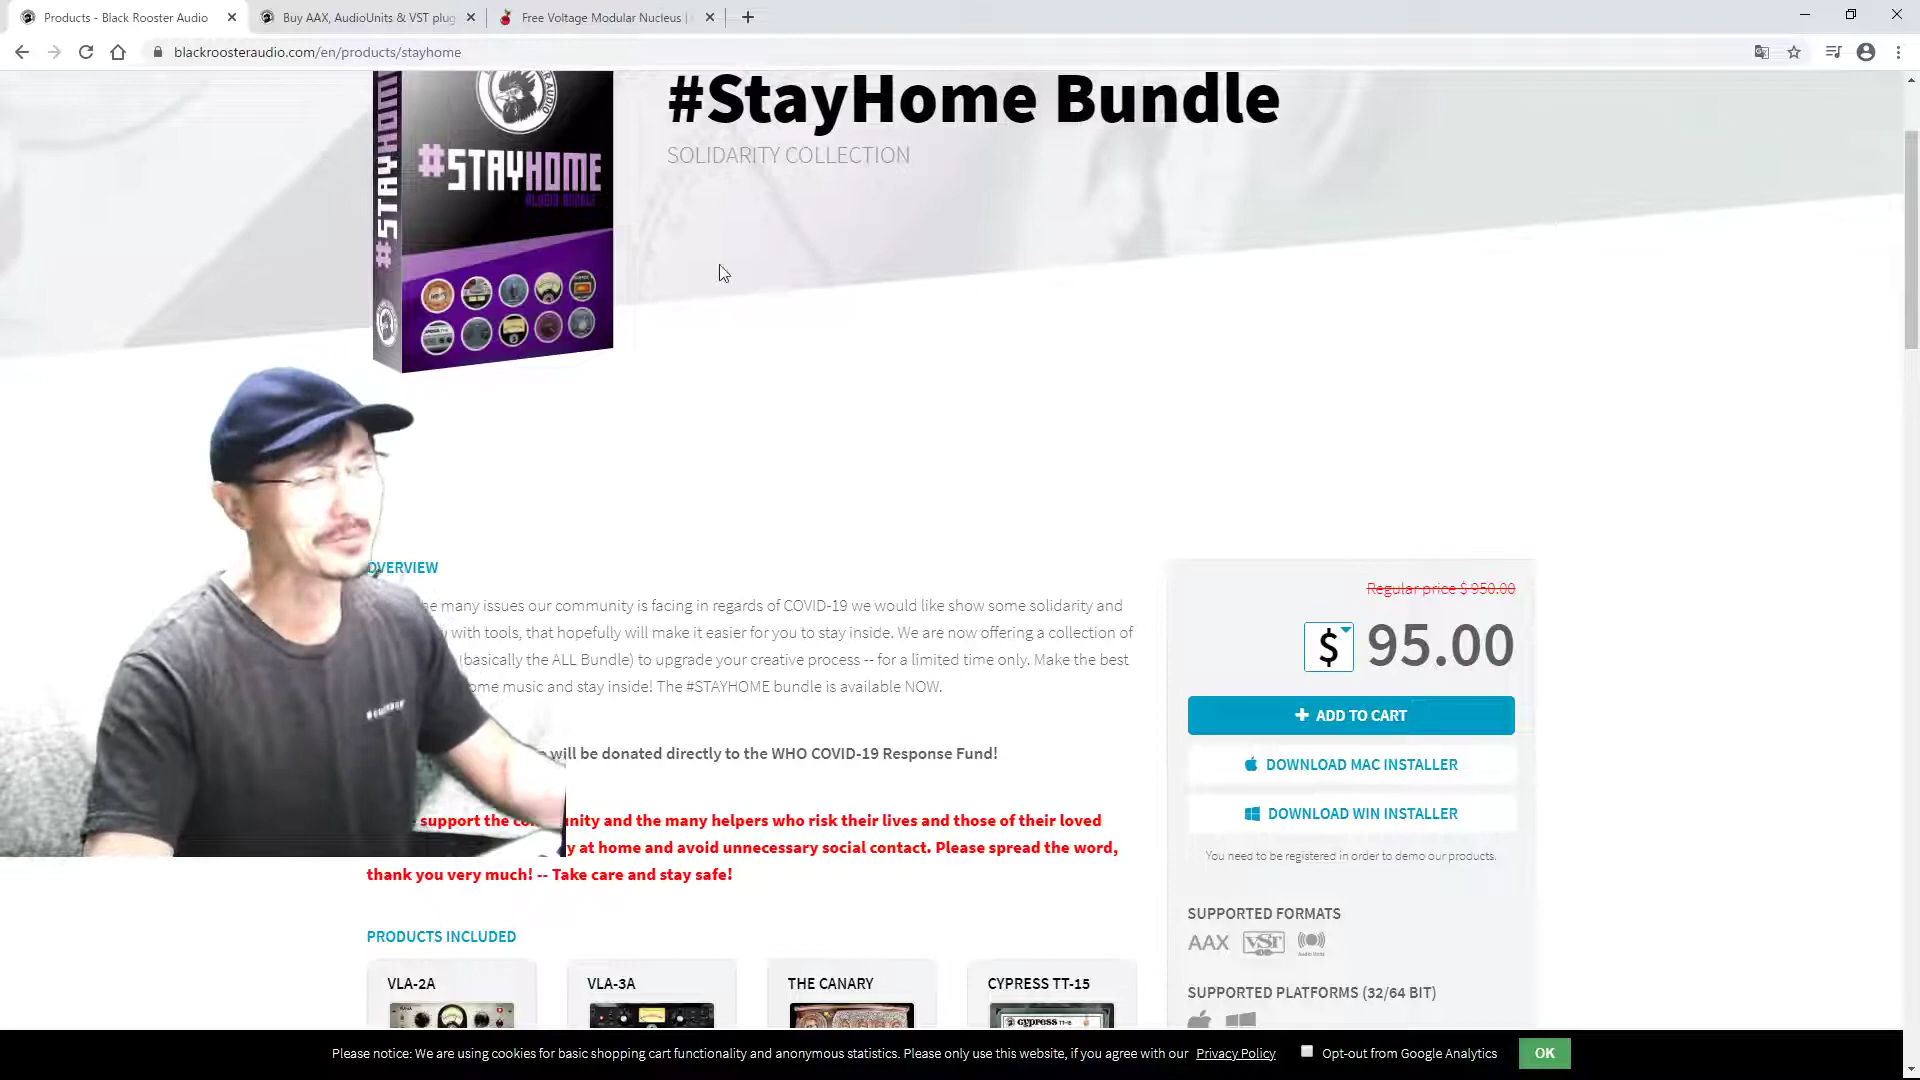 Products - Black Rooster Audio
Buy AAX, AudioUnits & VST plug
Free Voltage Modular Nucleus |
blackroosteraudio.com/en/products/stayhome
#StayHome Bundle
SOLIDARITY COLLECTION
#STAYHOME
#STAYHOME
PLUGIN BUNDLE
OVERVIEW
he many issues our community is facing in regards of COVID-19 we would like show some solidarity and
with tools, that hopefully will make it easier for you to stay inside. We are now offering a collection of
(basically the ALL Bundle) to upgrade your creative process -- for a limited time only. Make the best
ome music and stay inside! The #STAYHOME bundle is available NOW.
will be donated directly to the WHO COVID-19 Response Fund!
support the community and the many helpers who risk their lives and those of their loved
y at home and avoid unnecessary social contact. Please spread the word,
thank you very much! -- Take care and stay safe!
PRODUCTS INCLUDED
VLA-2A
VLA-3A
THE CANARY
CYPRESS TT-15
cypress TT-15
Regular price $ 950.00
$ 95.00
+ ADD TO CART
DOWNLOAD MAC INSTALLER
DOWNLOAD WIN INSTALLER
You need to be registered in order to demo our products.
SUPPORTED FORMATS
AAX VST Audio Units
SUPPORTED PLATFORMS (32/64 BIT)
Please notice: We are using cookies for basic shopping cart functionality and anonymous statistics. Please only use this website, if you agree with our Privacy Policy Opt-out from Google Analytics OK